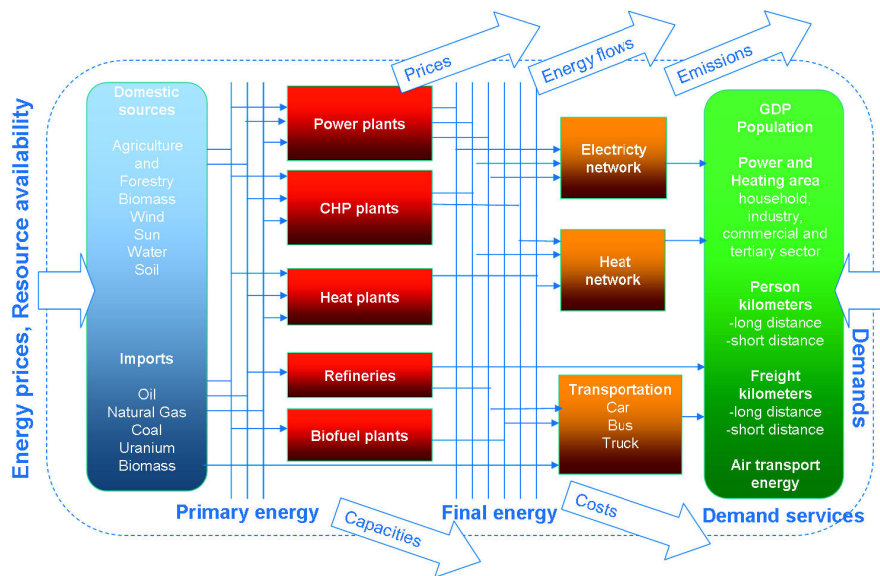 Prices
Energy flows
Emissions
Energy prices, Resource availability
Domestic
sources
Agriculture
and
Forestry
Biomass
Wind
Sun
Water
Soil
Imports
Oil
Natural Gas
Coal
Uranium
Biomass
Power plants
CHP plants
Heat plants
Refineries
Biofuel plants
Electricty
network
Heat
network
Transportation
Car
Bus
Truck
GDP
Population
Power and
Heating area
household,
industry,
commercial and
tertiary sector
Person
kilometers
-long distance
-short distance
Freight
kilometers
-long distance
-short distance
Air transport
energy
Demands
Primary energy
Final energy
Demand services
Capacities
Costs